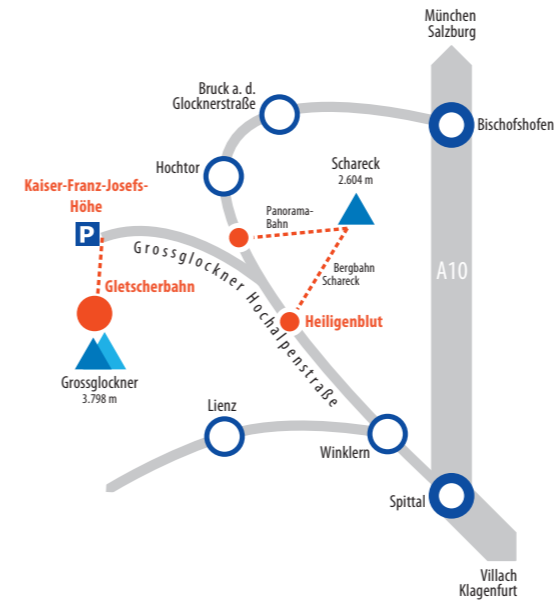 München
Salzburg
Bruck a. d.
Glocknerstraße
Bischofshofen
Hochtor
Schareck
2.604 m
Kaiser-Franz-Josefs-
Höhe
P
Panorama-
Bahn
Grossglockner Hochalpenstraße
Bergbahn
Schareck
A10
Gletscherbahn
Heiligenblut
Grossglockner
3.798 m
Lienz
Winklern
Spittal
Villach
Klagenfurt